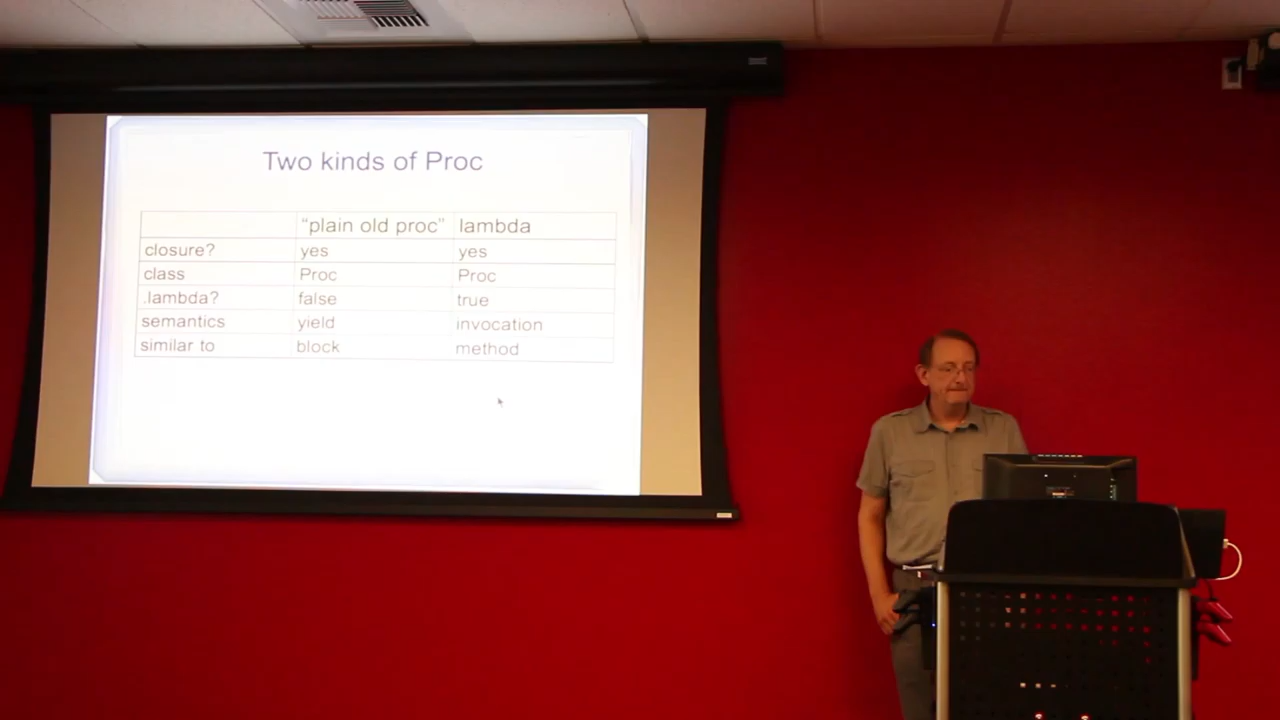 Two kinds of Proc
“plain old proc” lambda
closure? yes yes
class Proc Proc
.lambda? false true
semantics yield invocation
similar to block method